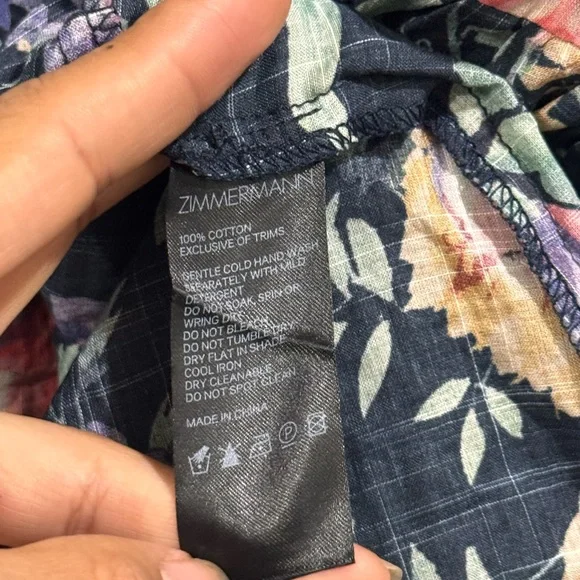 ZIMMERMANN
100% COTTON
EXCLUSIVE OF TRIMS
GENTLE COLD HAND WASH
SEPARATELY WITH MILD
DETERGENT
DO NOT SOAK, SPIN OR
WRING DRY
DO NOT BLEACH
DO NOT TUMBLE DRY
DRY FLAT IN SHADE
COOL IRON
DRY CLEANABLE
DO NOT SPOT CLEAN
MADE IN CHINA